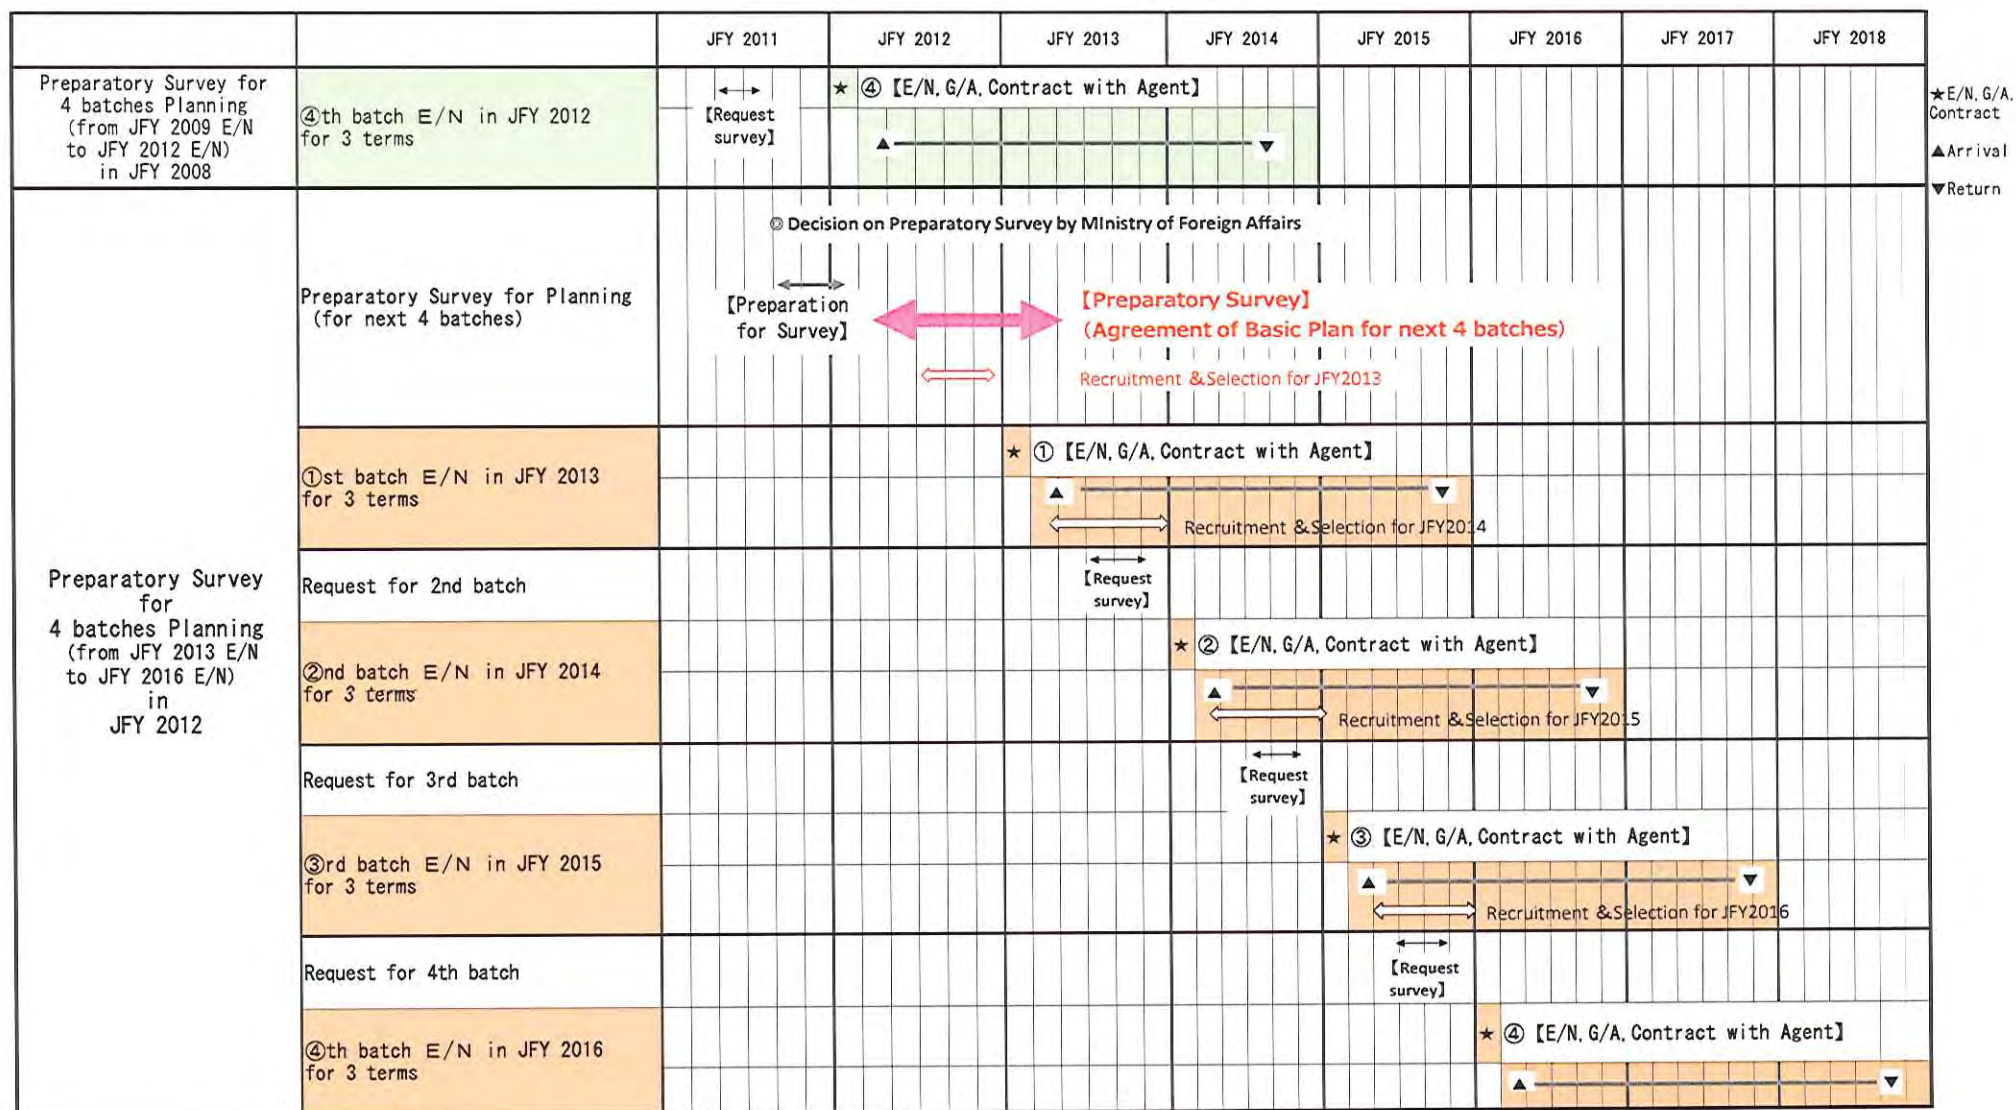 JFY 2011
JFY 2012
JFY 2013
JFY 2014
JFY 2015
JFY 2016
JFY 2017
JFY 2018
Preparatory Survey for
4 batches Planning
(from JFY 2009 E/N
to JFY 2012 E/N)
in JFY 2008
④th batch E/N in JFY 2012
for 3 terms
【Request
survey】
★ ④【E/N, G/A, Contract with Agent】
▲
▼
★E/N, G/A,
Contract
▲Arrival
▼Return
Preparatory Survey
for
4 batches Planning
(from JFY 2013 E/N
to JFY 2016 E/N)
in
JFY 2012
Preparatory Survey for Planning
(for next 4 batches)
◎ Decision on Preparatory Survey by MInistry of Foreign Affairs
【Preparation
for Survey】
【Preparatory Survey】
(Agreement of Basic Plan for next 4 batches)
Recruitment &Selection for JFY2013
①st batch E/N in JFY 2013
for 3 terms
★ ①【E/N, G/A, Contract with Agent】
▲
▼
Recruitment &Selection for JFY2014
Request for 2nd batch
【Request
survey】
②nd batch E/N in JFY 2014
for 3 terms
★ ②【E/N, G/A, Contract with Agent】
▲
▼
Recruitment &Selection for JFY2015
Request for 3rd batch
【Request
survey】
③rd batch E/N in JFY 2015
for 3 terms
★ ③【E/N, G/A, Contract with Agent】
▲
▼
Recruitment &Selection for JFY2016
Request for 4th batch
【Request
survey】
④th batch E/N in JFY 2016
for 3 terms
★ ④【E/N, G/A, Contract with Agent】
▲
▼